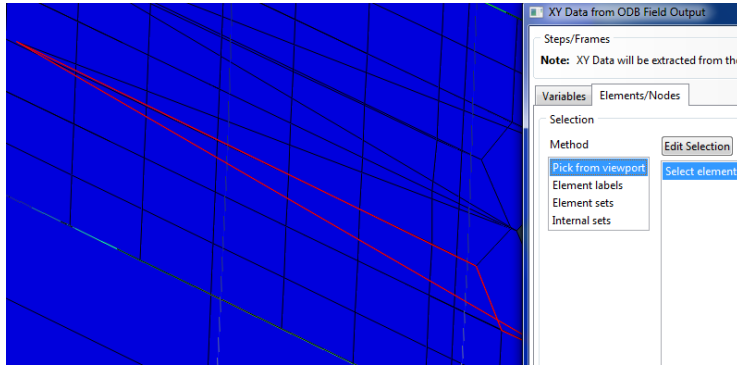 XY Data from ODB Field Output
Steps/Frames
Note: XY Data will be extracted from the
Variables Elements/Nodes
Selection
Method Edit Selection
Pick from viewport Select element
Element labels
Element sets
Internal sets